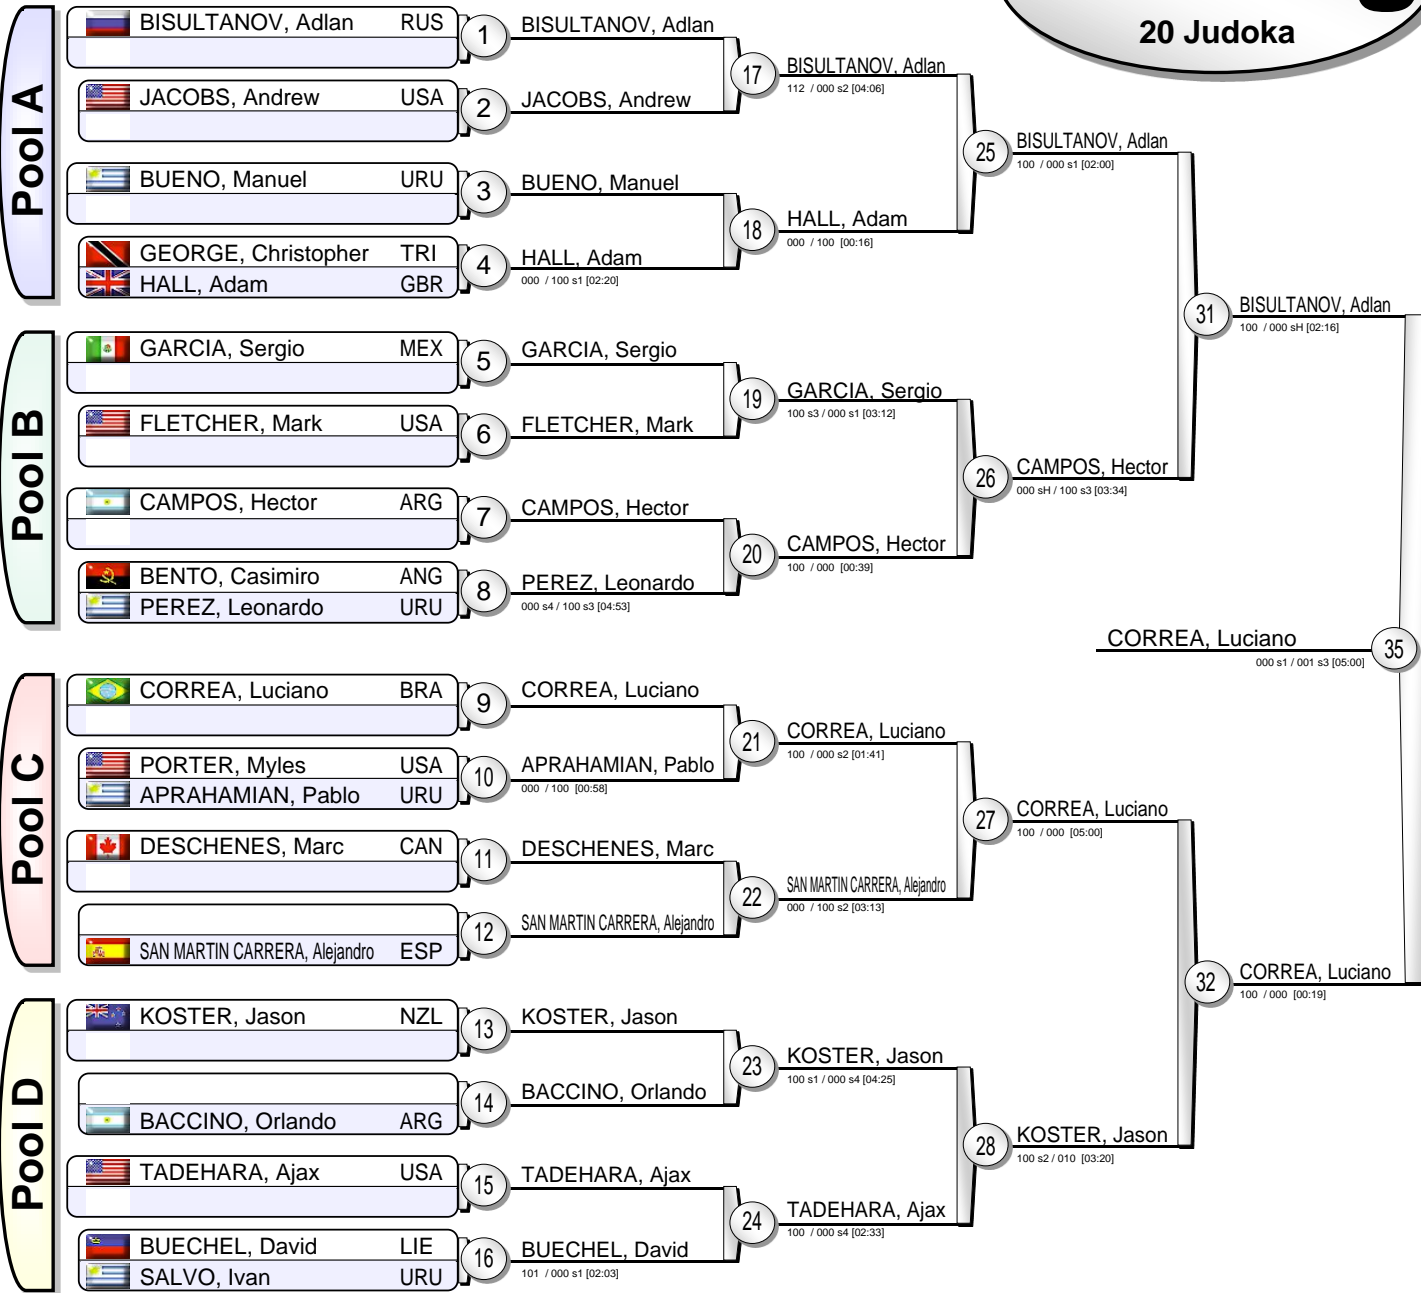 20 Judoka
Pool A
BISULTANOV, Adlan RUS
1
BISULTANOV, Adlan
JACOBS, Andrew USA
2
JACOBS, Andrew
17
BISULTANOV, Adlan
112 / 000 s2 [04:06]
BUENO, Manuel URU
3
BUENO, Manuel
GEORGE, Christopher TRI
HALL, Adam GBR
4
HALL, Adam
000 / 100 s1 [02:20]
18
HALL, Adam
000 / 100 [00:16]
25
BISULTANOV, Adlan
100 / 000 s1 [02:00]
Pool B
GARCIA, Sergio MEX
5
GARCIA, Sergio
FLETCHER, Mark USA
6
FLETCHER, Mark
19
GARCIA, Sergio
100 s3 / 000 s1 [03:12]
CAMPOS, Hector ARG
7
CAMPOS, Hector
BENTO, Casimiro ANG
PEREZ, Leonardo URU
8
PEREZ, Leonardo
000 s4 / 100 s3 [04:53]
20
CAMPOS, Hector
100 / 000 [00:39]
26
CAMPOS, Hector
000 sH / 100 s3 [03:34]
31
BISULTANOV, Adlan
100 / 000 sH [02:16]
CORREA, Luciano
000 s1 / 001 s3 [05:00]
35
Pool C
CORREA, Luciano BRA
9
CORREA, Luciano
PORTER, Myles USA
APRAHAMIAN, Pablo URU
10
APRAHAMIAN, Pablo
000 / 100 [00:58]
21
CORREA, Luciano
100 / 000 s2 [01:41]
DESCHENES, Marc CAN
11
DESCHENES, Marc
SAN MARTIN CARRERA, Alejandro ESP
12
SAN MARTIN CARRERA, Alejandro
22
SAN MARTIN CARRERA, Alejandro
000 / 100 s2 [03:13]
27
CORREA, Luciano
100 / 000 [05:00]
Pool D
KOSTER, Jason NZL
13
KOSTER, Jason
BACCINO, Orlando ARG
14
BACCINO, Orlando
23
KOSTER, Jason
100 s1 / 000 s4 [04:25]
TADEHARA, Ajax USA
15
TADEHARA, Ajax
BUECHEL, David LIE
SALVO, Ivan URU
16
BUECHEL, David
101 / 000 s1 [02:03]
24
TADEHARA, Ajax
100 / 000 s4 [02:33]
28
KOSTER, Jason
100 s2 / 010 [03:20]
32
CORREA, Luciano
100 / 000 [00:19]